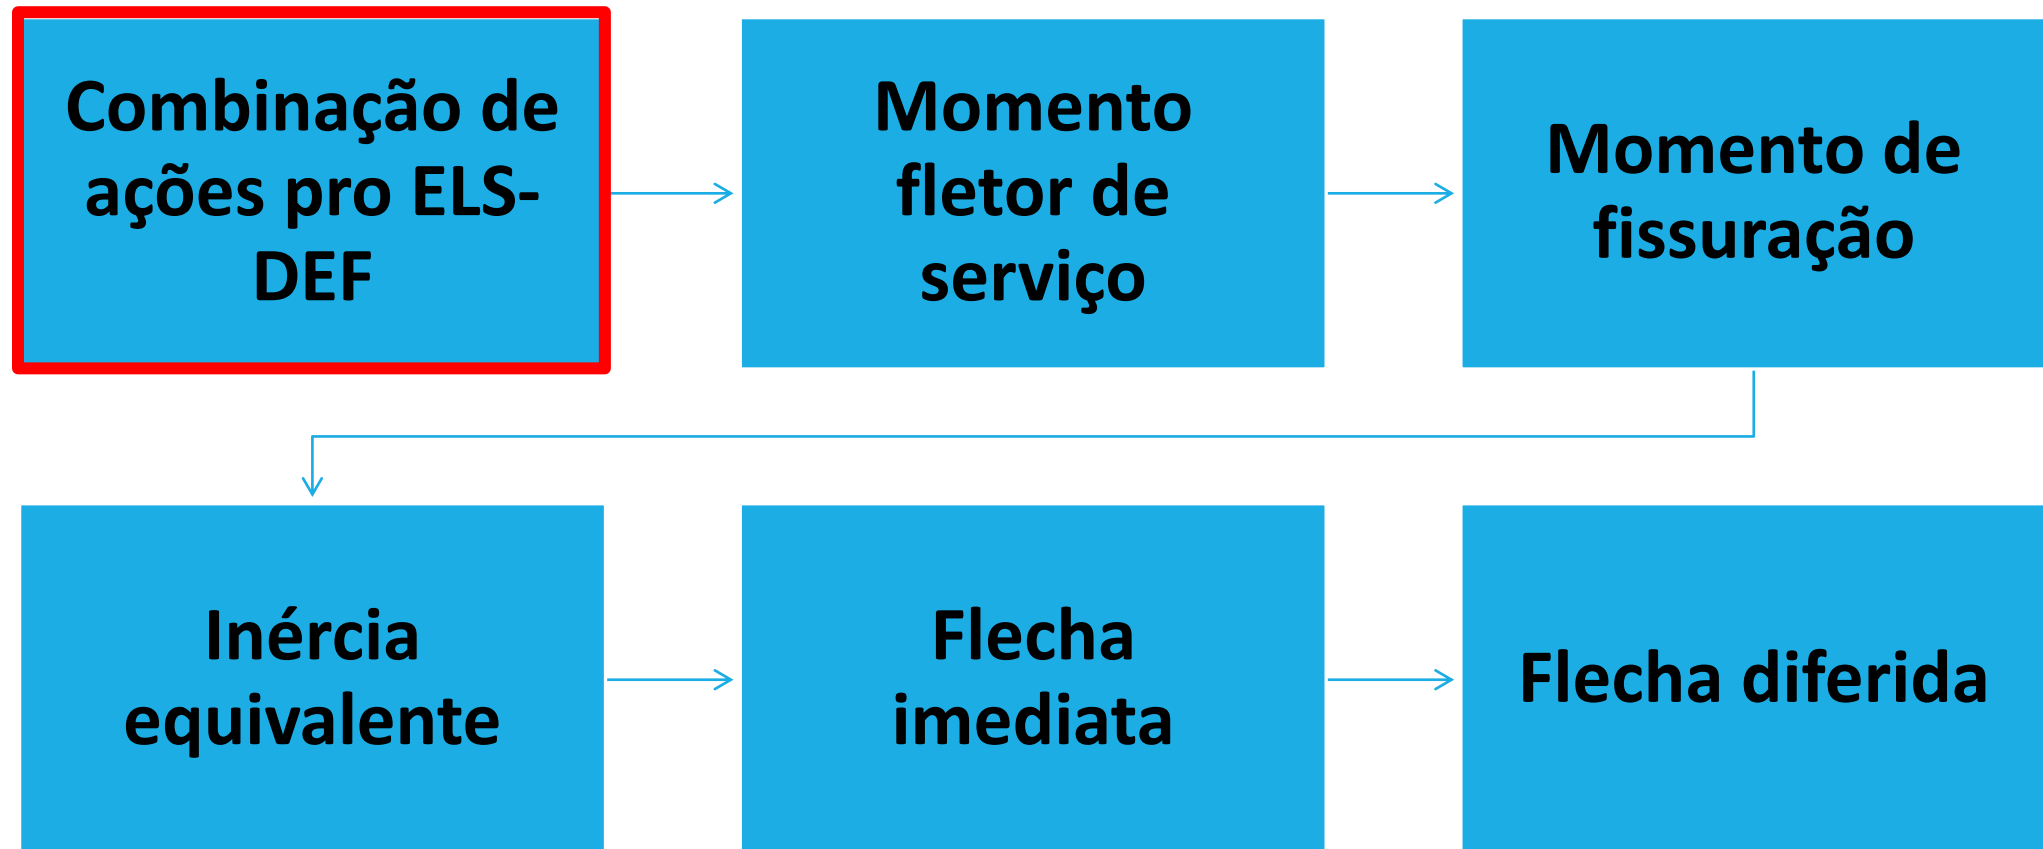 Combinação de
ações pro ELS-
DEF
Momento
fletor de
serviço
Momento de
fissuração
Inércia
equivalente
Flecha
imediata
Flecha diferida